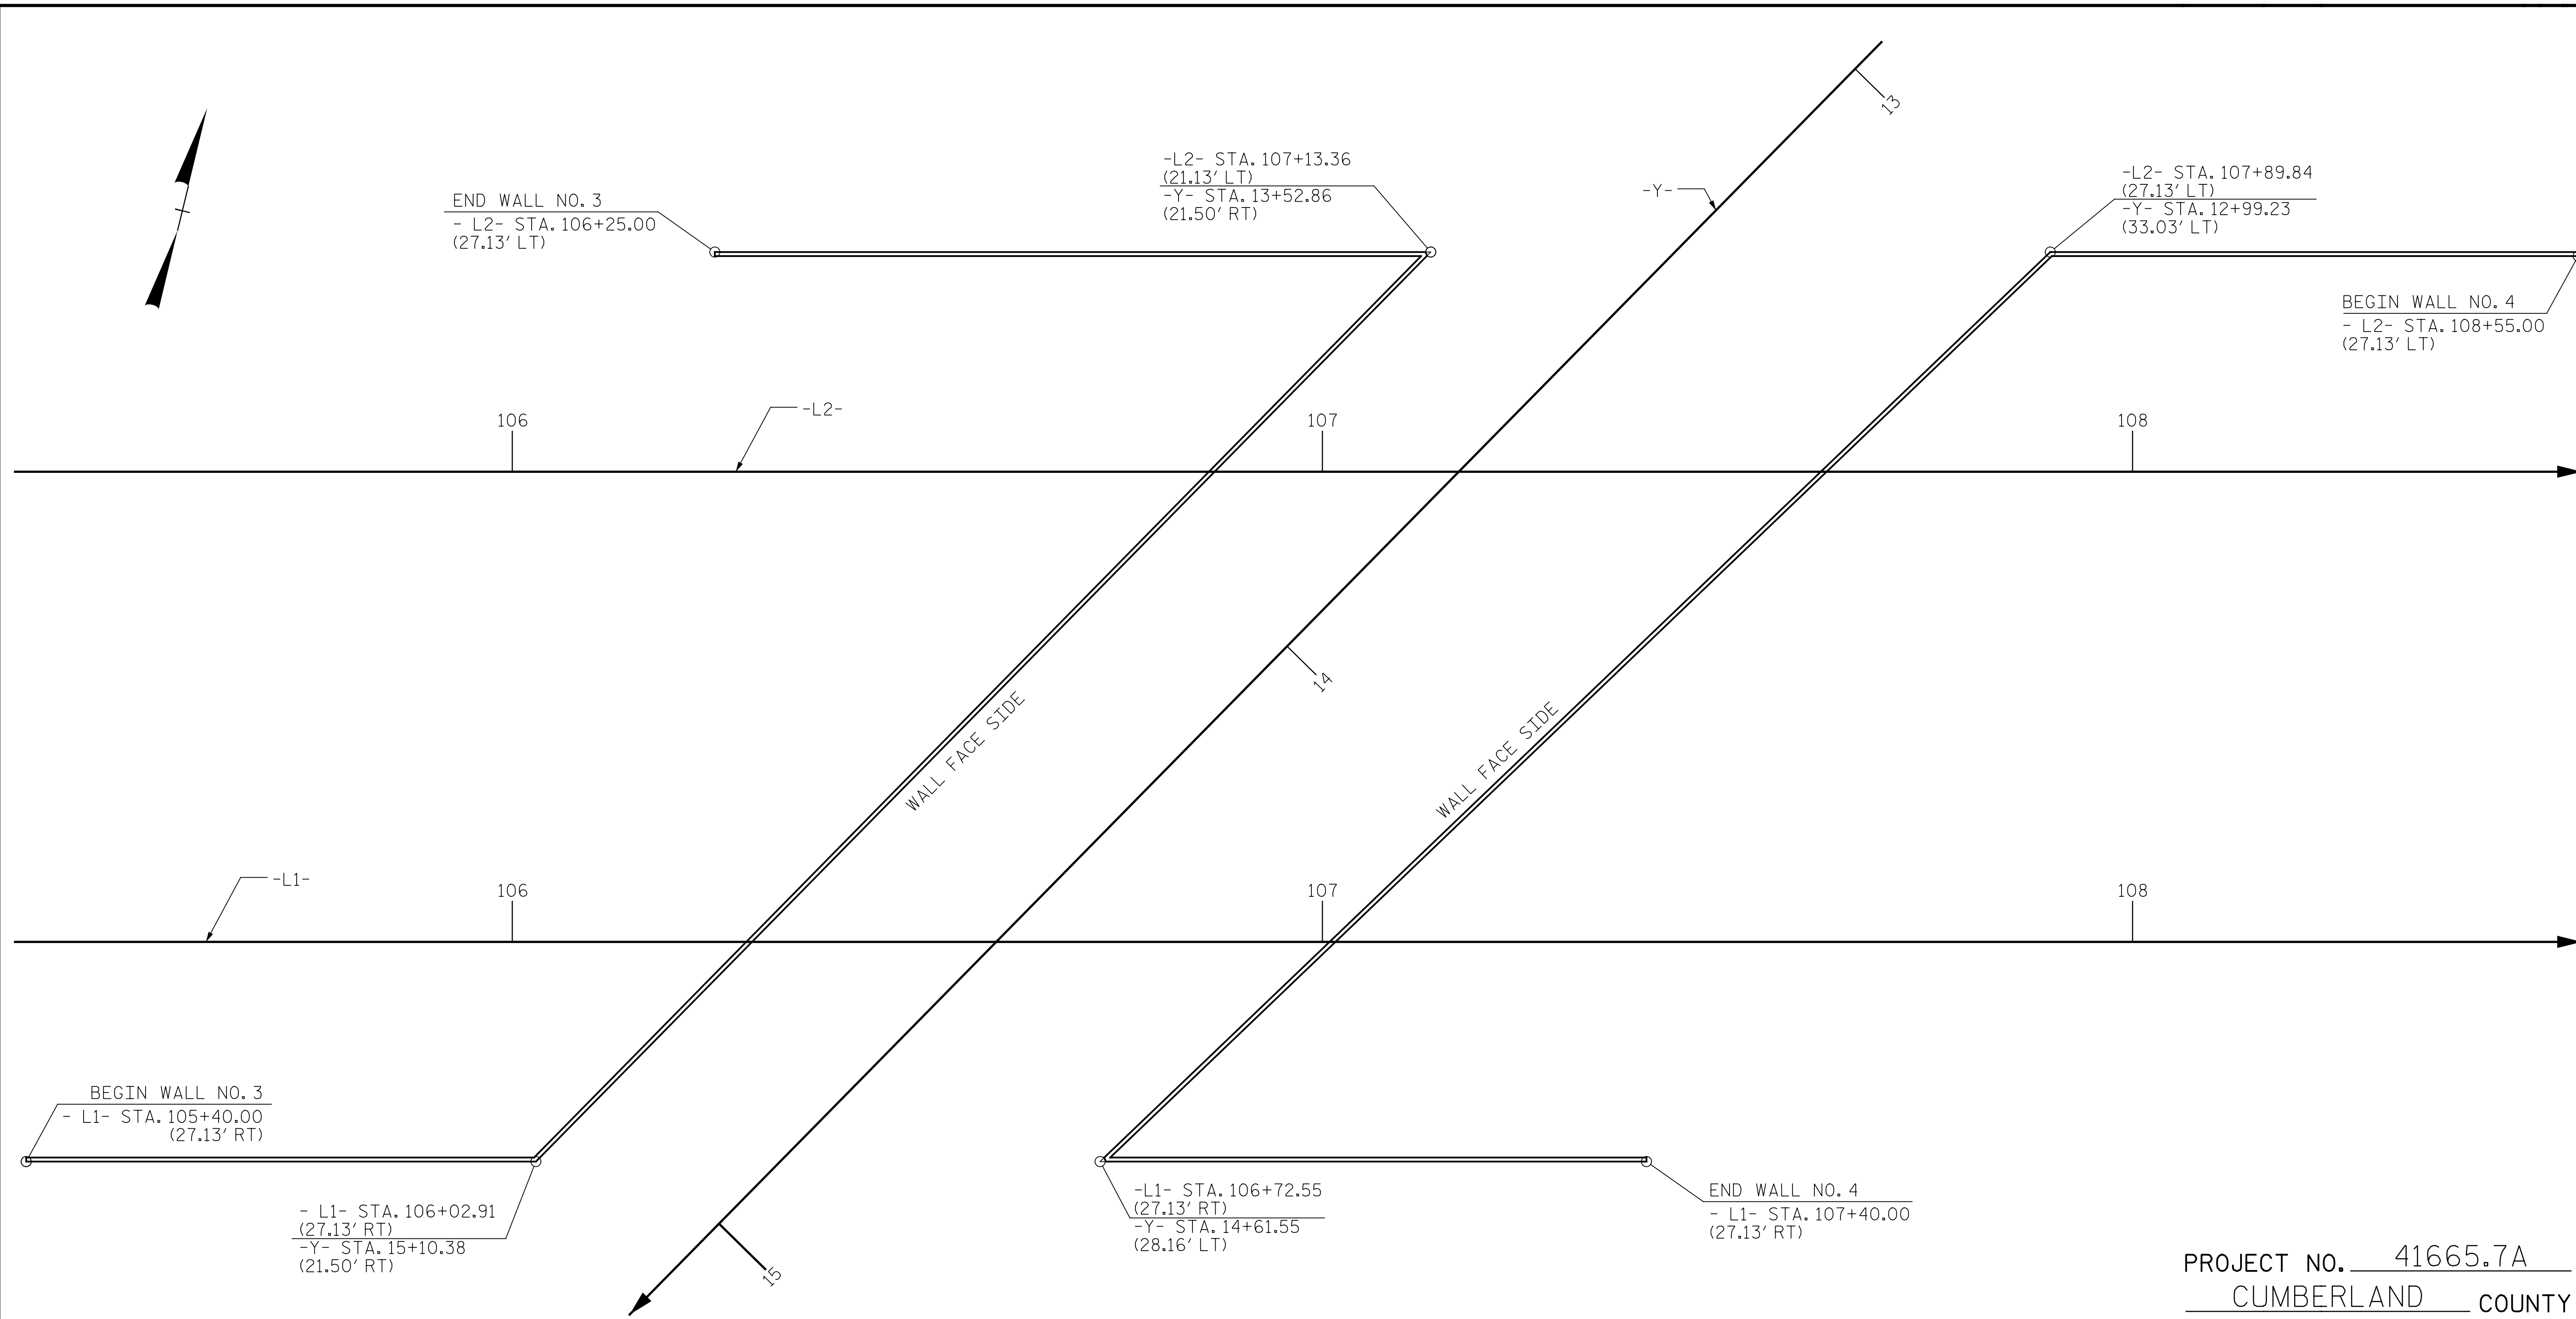 13
-L2- STA. 107+13.36
(21.13' LT)
-Y- STA. 13+52.86
(21.50' RT)
-L2- STA. 107+89.84
(27.13' LT)
-Y- STA. 12+99.23
(33.03' LT)
-Y-
END WALL NO. 3
- L2- STA. 106+25.00
(27.13' LT)
BEGIN WALL NO. 4
- L2- STA. 108+55.00
(27.13' LT)
106
-L2-
107
108
14
WALL FACE SIDE
WALL FACE SIDE
-L1-
106
107
108
BEGIN WALL NO. 3
- L1- STA. 105+40.00
(27.13' RT)
- L1- STA. 106+02.91
(27.13' RT)
-Y- STA. 15+10.38
(21.50' RT)
-L1- STA. 106+72.55
(27.13' RT)
-Y- STA. 14+61.55
(28.16' LT)
END WALL NO. 4
- L1- STA. 107+40.00
(27.13' RT)
15
PROJECT NO. 41665.7A
CUMBERLAND COUNTY